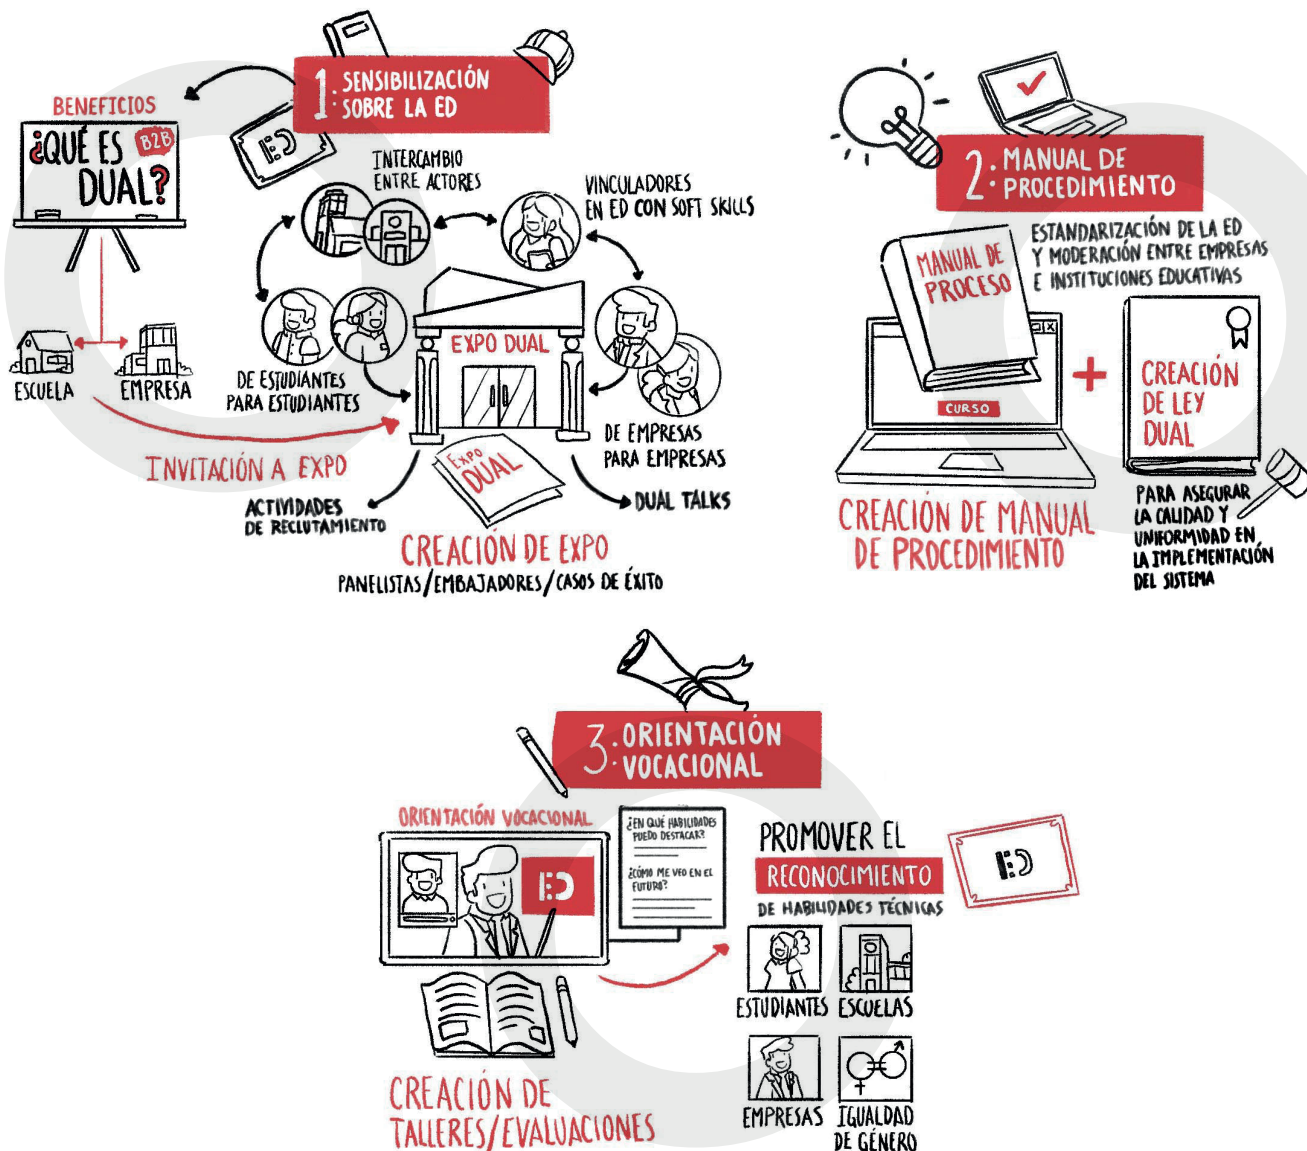 1. SENSIBILIZACIÓN
SOBRE LA ED
BENEFICIOS
¿QUÉ ES
DUAL?
B2B
ESCUELA
EMPRESA
INTERCAMBIO
ENTRE ACTORES
VINCULADORES
EN ED CON SOFT SKILLS
DE ESTUDIANTES
PARA ESTUDIANTES
EXPO DUAL
DE EMPRESAS
PARA EMPRESAS
INVITACIÓN A EXPO
EXPO
DUAL
ACTIVIDADES
DE RECLUTAMIENTO
DUAL TALKS
CREACIÓN DE EXPO
PANELISTAS/EMBAJADORES/CASOS DE ÉXITO
2. MANUAL DE
PROCEDIMIENTO
ESTANDARIZACIÓN DE LA ED
Y MODERACIÓN ENTRE EMPRESAS
E INSTITUCIONES EDUCATIVAS
MANUAL DE
PROCESO
CURSO
+
CREACIÓN
DE LEY
DUAL
CREACIÓN DE MANUAL
DE PROCEDIMIENTO
PARA ASEGURAR
LA CALIDAD Y
UNIFORMIDAD EN
LA IMPLEMENTACIÓN
DEL SISTEMA
3. ORIENTACIÓN
VOCACIONAL
ORIENTACIÓN VOCACIONAL
¿EN QUÉ HABILIDADES
PUEDO DESTACAR?
¿CÓMO ME VEO EN EL
FUTURO?
PROMOVER EL
RECONOCIMIENTO
DE HABILIDADES TÉCNICAS
ESTUDIANTES
ESCUELAS
EMPRESAS
IGUALDAD
DE GÉNERO
CREACIÓN DE
TALLERES/EVALUACIONES